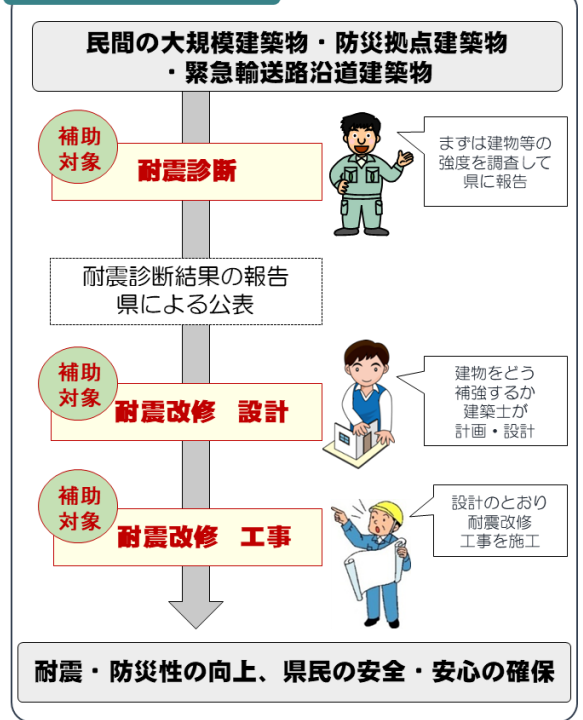 民間の大規模建築物・防災拠点建築物
・緊急輸送路沿道建築物
補助
対象
耐震診断
まずは建物等の
強度を調査して
県に報告
耐震診断結果の報告
県による公表
補助
対象
耐震改修　設計
建物をどう
補強するか
建築士が
計画・設計
補助
対象
耐震改修　工事
設計のとおり
耐震改修
工事を施工
耐震・防災性の向上、県民の安全・安心の確保